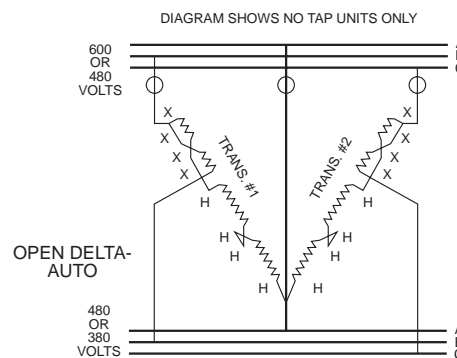 DIAGRAM SHOWS NO TAP UNITS ONLY
600
OR
480
VOLTS
X
X
X
X
H
H
H
H
TRANS. #1
TRANS. #2
X
X
X
X
H
H
H
H
OPEN DELTA-
AUTO
480
OR
380
VOLTS